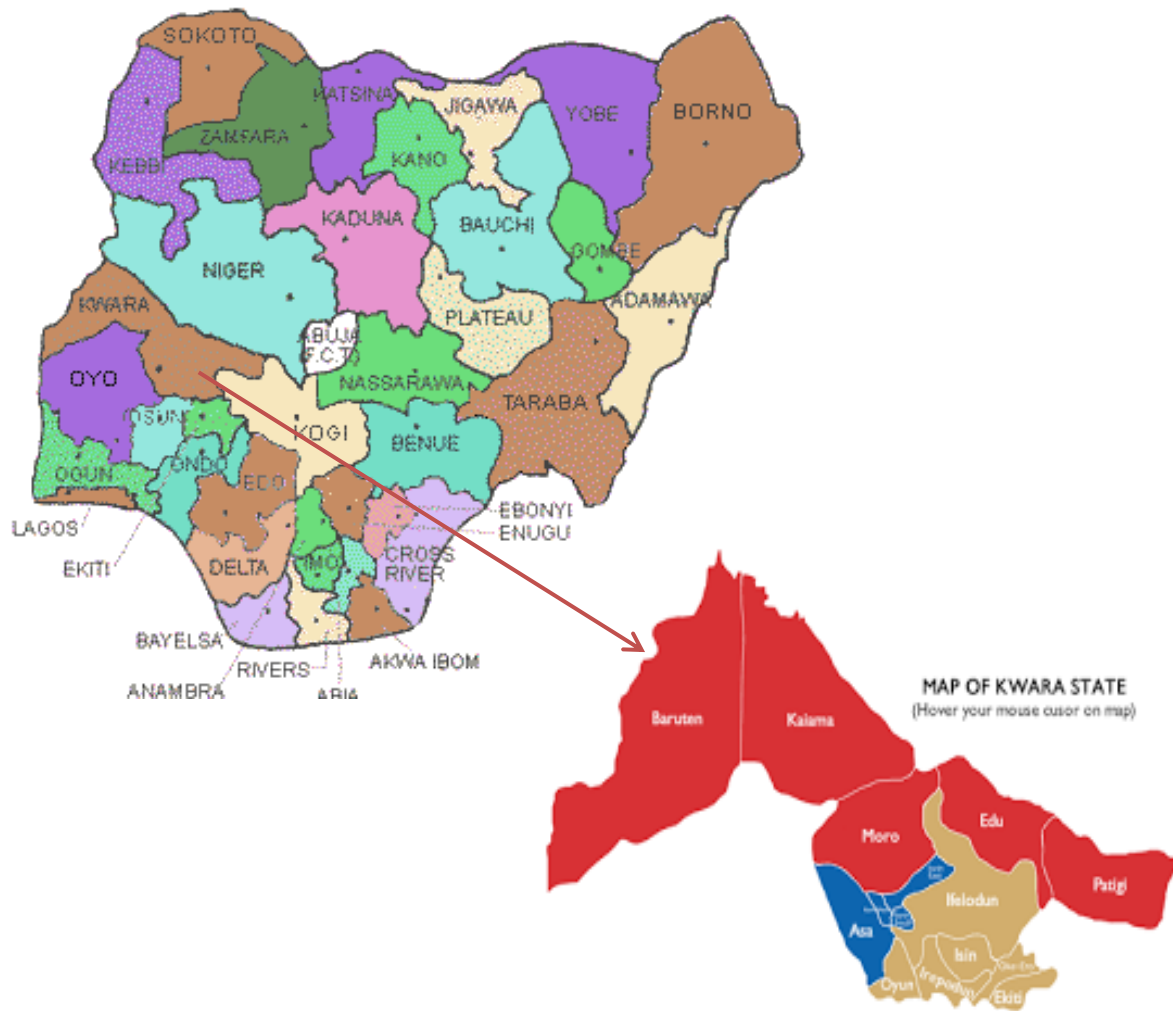 SOKOTO
KATSINA
JIGAWA
YOBE
BORNO
ZAMFARA
KEBBI
KANO
KADUNA
BAUCHI
GOMBE
NIGER
KWARA
ADAMAWA
PLATEAU
ABUJA
(F.C.T)
OYO
NASSARAWA
TARABA
OSUN
KOGI
BENUE
ONDO
EDO
OGUN
LAGOS
EBONYI
ENUGU
EKITI
DELTA
IMO
CROSS
RIVER
BAYELSA
RIVERS
AKWA IBOM
ANAMBRA
ABIA
MAP OF KWARA STATE
(Hover your mouse cusor on map)
Baruten
Kaiama
Moro
Edu
Patigi
Ifelodun
Asa
Isin
Oyun
Irepodun
Ekiti